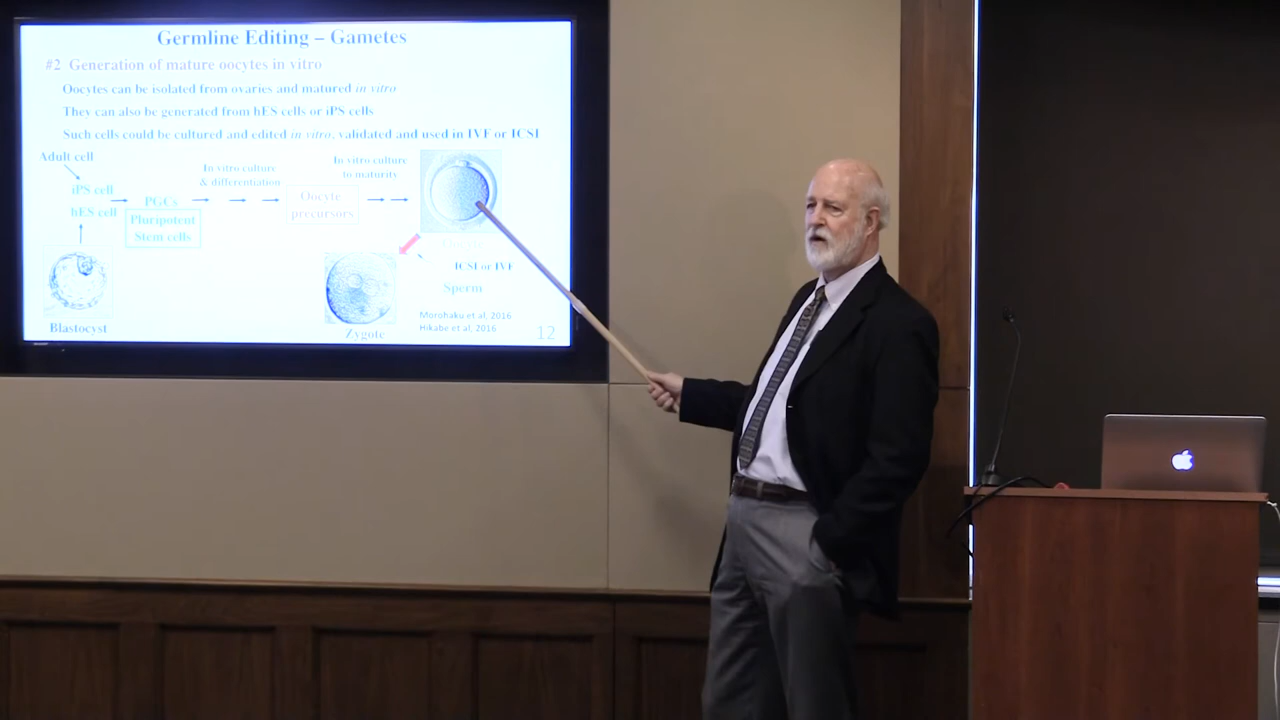 Germline Editing – Gametes
#2 Generation of mature oocytes in vitro
Oocytes can be isolated from ovaries and matured in vitro
They can also be generated from hES cells or iPS cells
Such cells could be cultured and edited in vitro, validated and used in IVF or ICSI
Adult cell
iPS cell
hES cell
PGCs
Pluripotent
Stem cells
In vitro culture
& differentiation
Oocyte
precursors
In vitro culture
to maturity
Oocyte
ICSI or IVF
Sperm
Blastocyst
Zygote
Morohaku et al, 2016
Hikabe et al, 2016
12